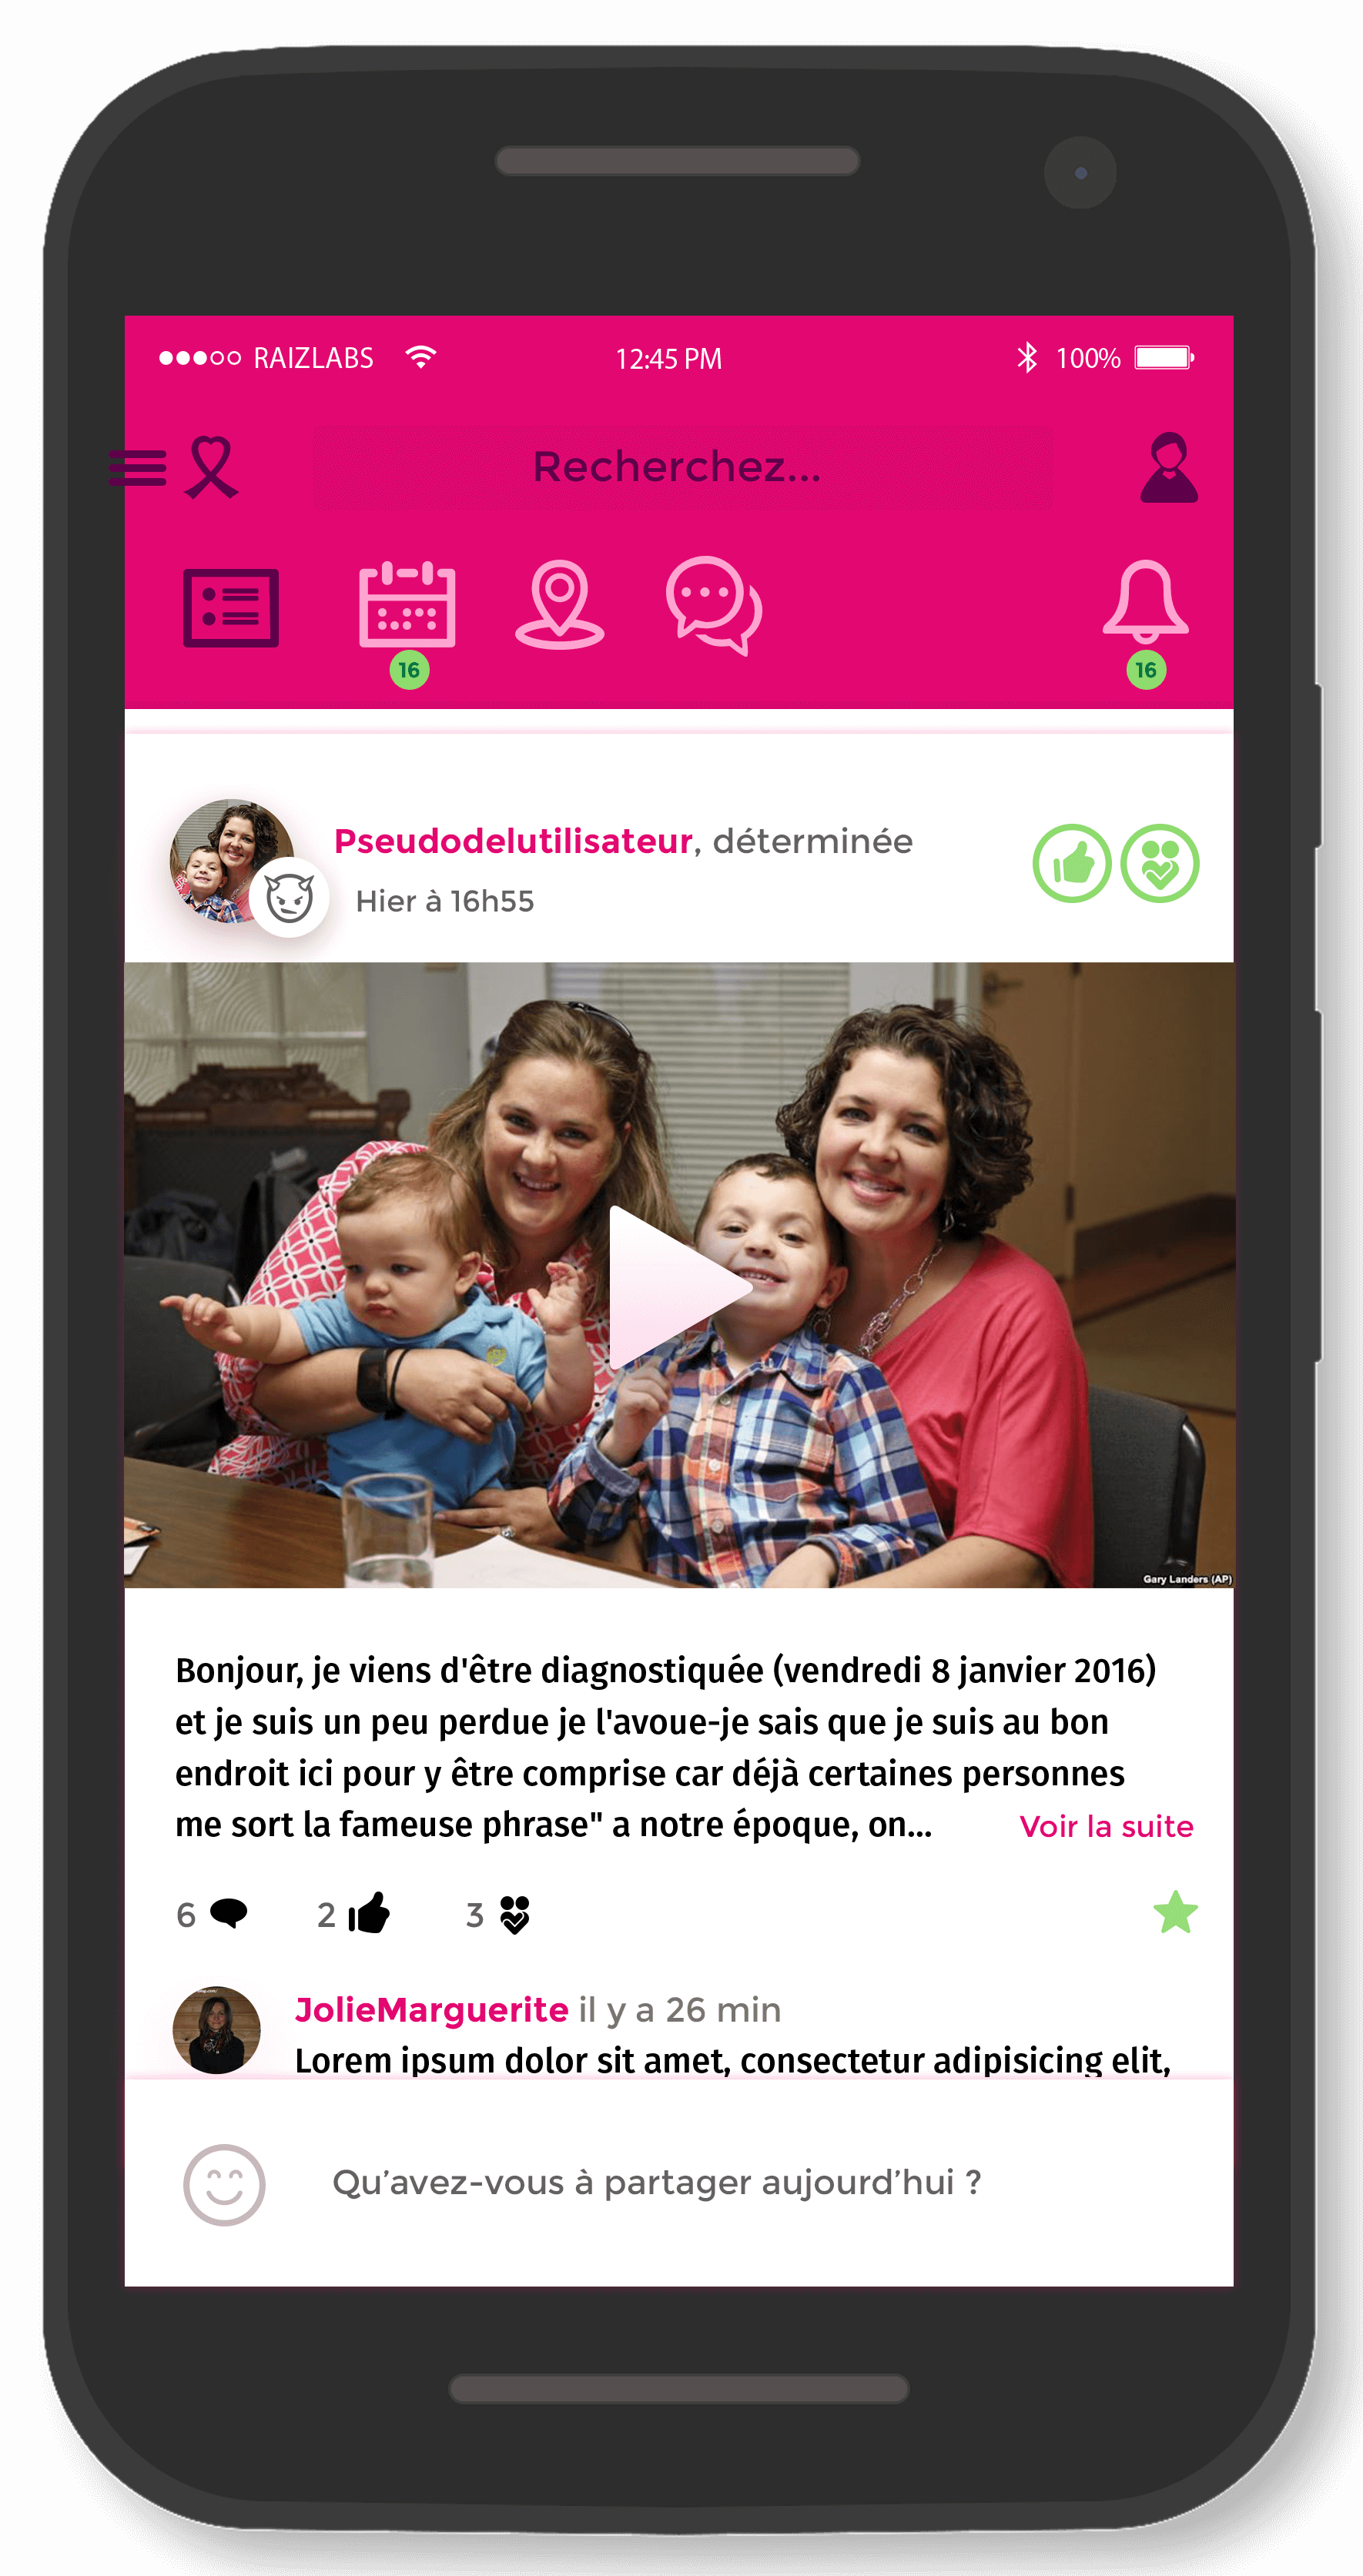 RAIZLABS 12:45 PM 100%
Recherchez...
16 16
Pseudodelutilisateur, déterminée
Hier à 16h55
Gary Landers (AP)
Bonjour, je viens d'être diagnostiquée (vendredi 8 janvier 2016)
et je suis un peu perdue je l'avoue-je sais que je suis au bon
endroit ici pour y être comprise car déjà certaines personnes
me sort la fameuse phrase" a notre époque, on... Voir la suite
6 2 3
JolieMarguerite il y a 26 min
Lorem ipsum dolor sit amet, consectetur adipisicing elit,
Qu’avez-vous à partager aujourd’hui ?